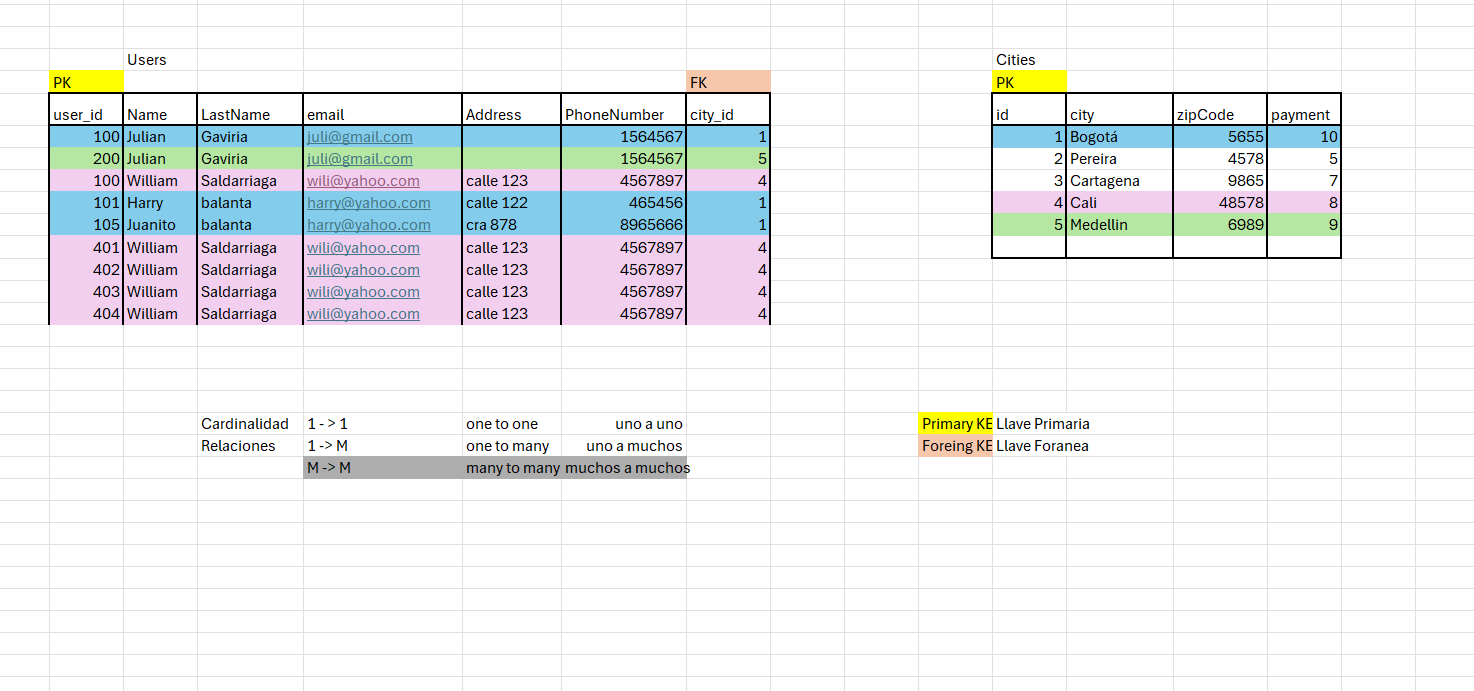 Users Cities
PK FK PK
user_id Name LastName email Address PhoneNumber city_id id city zipCode payment
100 Julian Gaviria juli@gmail.com 1564567 1 1 Bogotá 5655 10
200 Julian Gaviria juli@gmail.com 1564567 5 2 Pereira 4578 5
100 William Saldarriaga wili@yahoo.com calle 123 4567897 4 3 Cartagena 9865 7
101 Harry balanta harry@yahoo.com calle 122 465456 1 4 Cali 48578 8
105 Juanito balanta harry@yahoo.com cra 878 8965666 1 5 Medellin 6989 9
401 William Saldarriaga wili@yahoo.com calle 123 4567897 4
402 William Saldarriaga wili@yahoo.com calle 123 4567897 4
403 William Saldarriaga wili@yahoo.com calle 123 4567897 4
404 William Saldarriaga wili@yahoo.com calle 123 4567897 4
Cardinalidad 1 - > 1 one to one uno a uno Primary KE Llave Primaria
Relaciones 1 -> M one to many uno a muchos Foreing KE Llave Foranea
M -> M many to many muchos a muchos